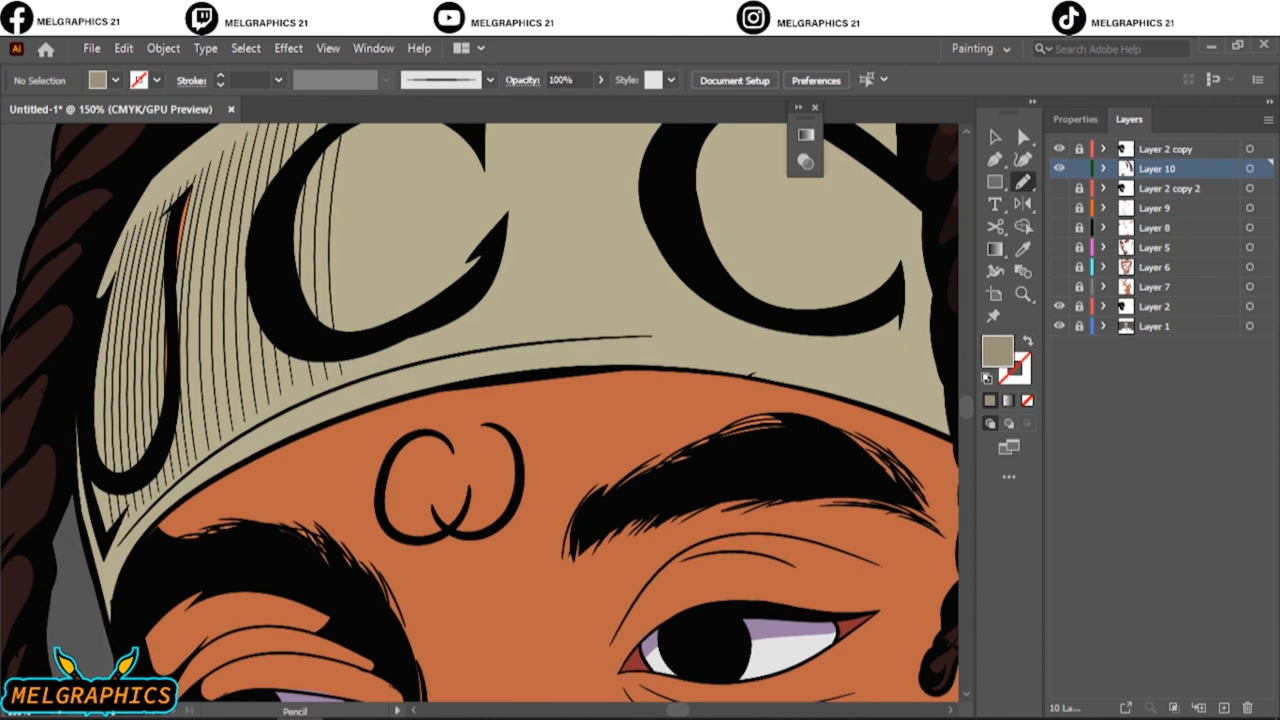 MELGRAPHICS 21
MELGRAPHICS 21
MELGRAPHICS 21
MELGRAPHICS 21
MELGRAPHICS 21
Ai File Edit Object Type Select Effect View Window Help Painting Search Adobe Help
No Selection Stroke: Opacity: 100% Style: Document Setup Preferences
Untitled-1* @ 150% (CMYK/GPU Preview)
Properties Layers
Layer 2 copy
Layer 10
Layer 2 copy 2
Layer 9
Layer 8
Layer 5
Layer 6
Layer 7
Layer 2
Layer 1
MELGRAPHICS
Pencil
10 La...